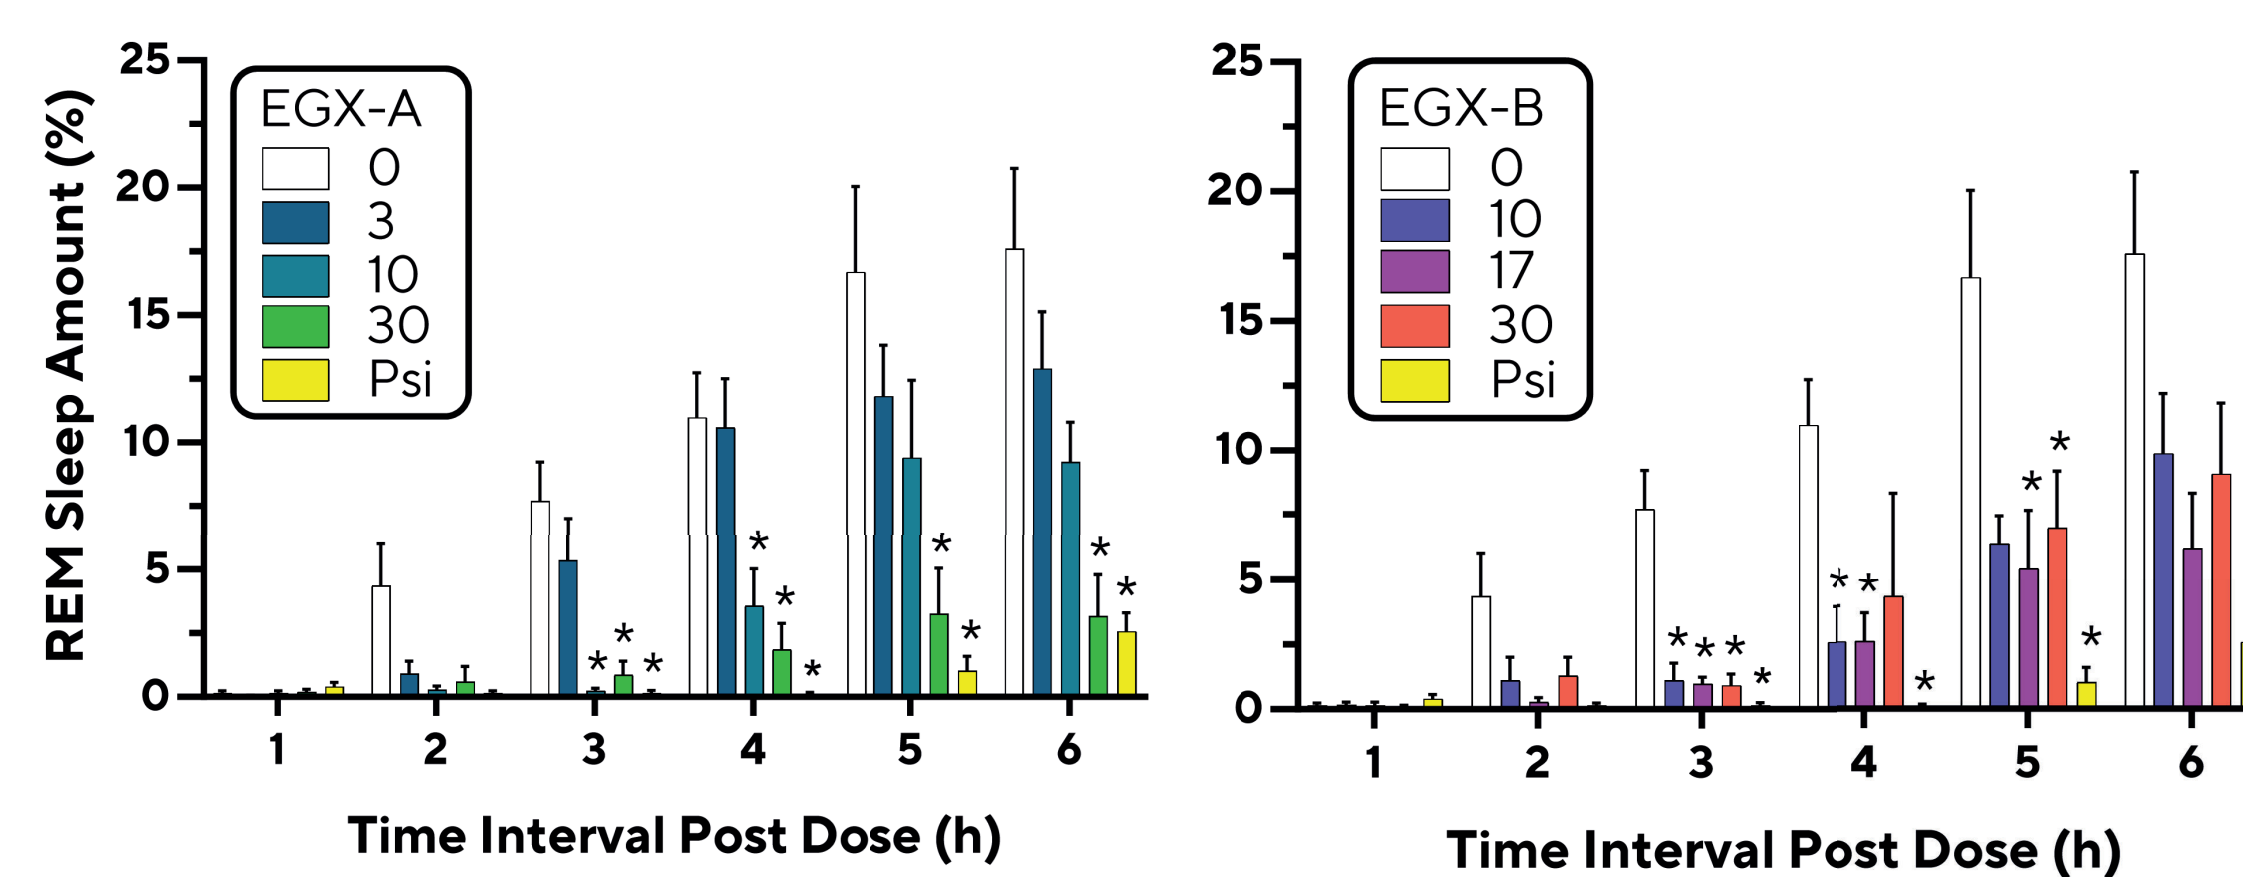 REM Sleep Amount (%)
25
20
15
10
5
0
EGX-A
0
3
10
30
Psi
* * *
* * *
* *
* *
1 2 3 4 5 6
Time Interval Post Dose (h)
25
20
15
10
5
0
EGX-B
0
10
17
30
Psi
* * * *
* * *
* * *
1 2 3 4 5 6
Time Interval Post Dose (h)